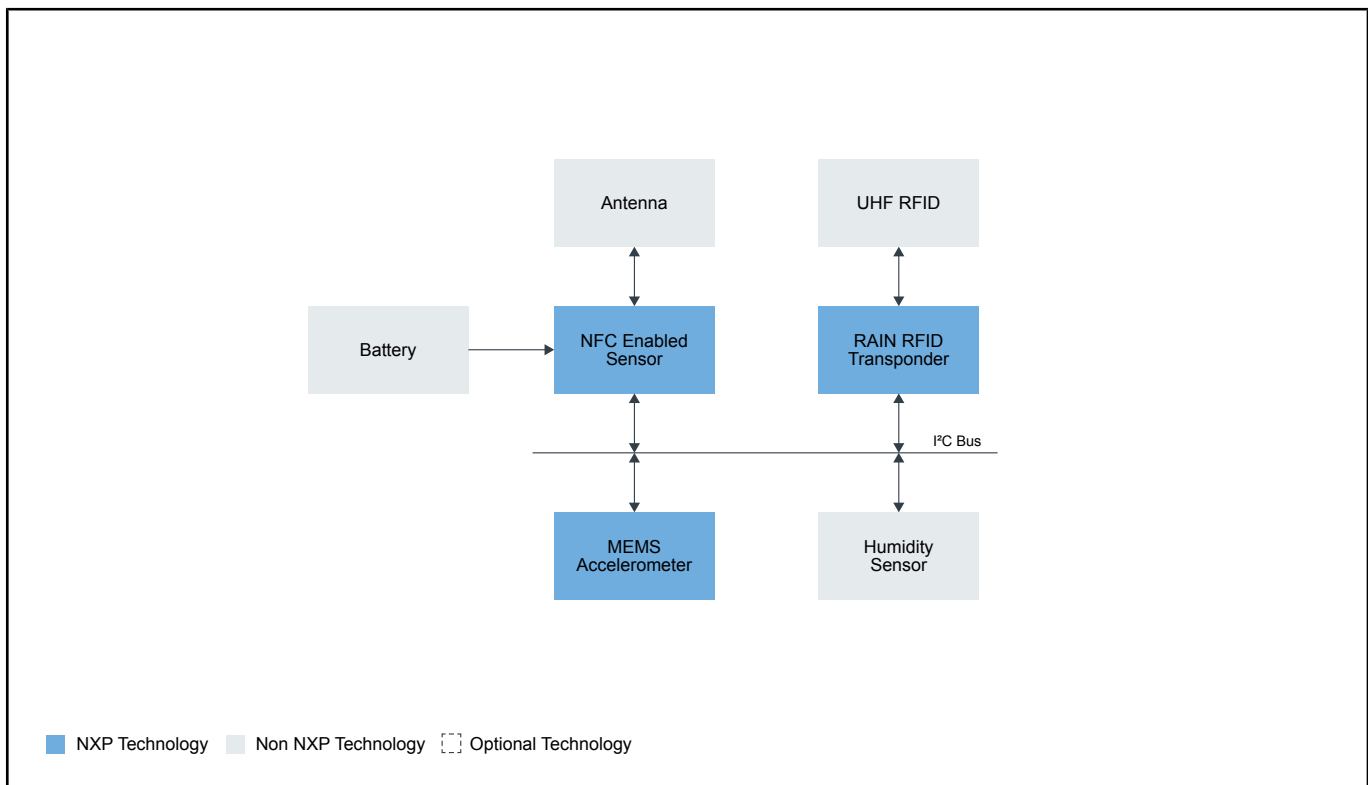 Antenna
UHF RFID
Battery
NFC Enabled
Sensor
RAIN RFID
Transponder
I²C Bus
MEMS
Accelerometer
Humidity
Sensor
NXP Technology
Non NXP Technology
Optional Technology